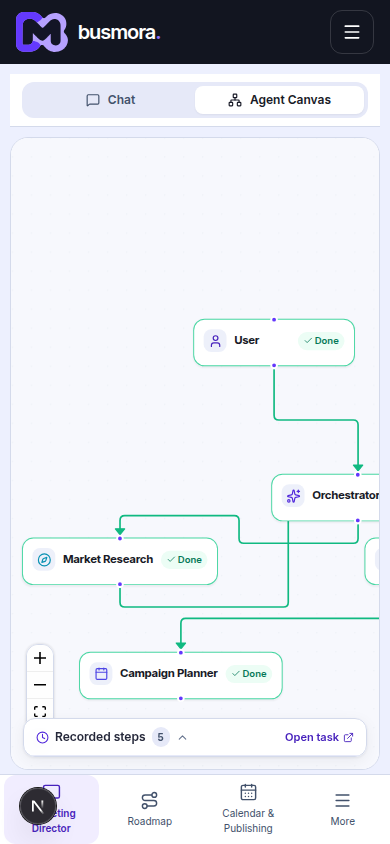 busmora.
Chat
Agent Canvas
User
Done
Orchestrator
Market Research
Done
Campaign Planner
Done
Recorded steps 5
Open task
N
Director
Roadmap
Calendar &
Publishing
More